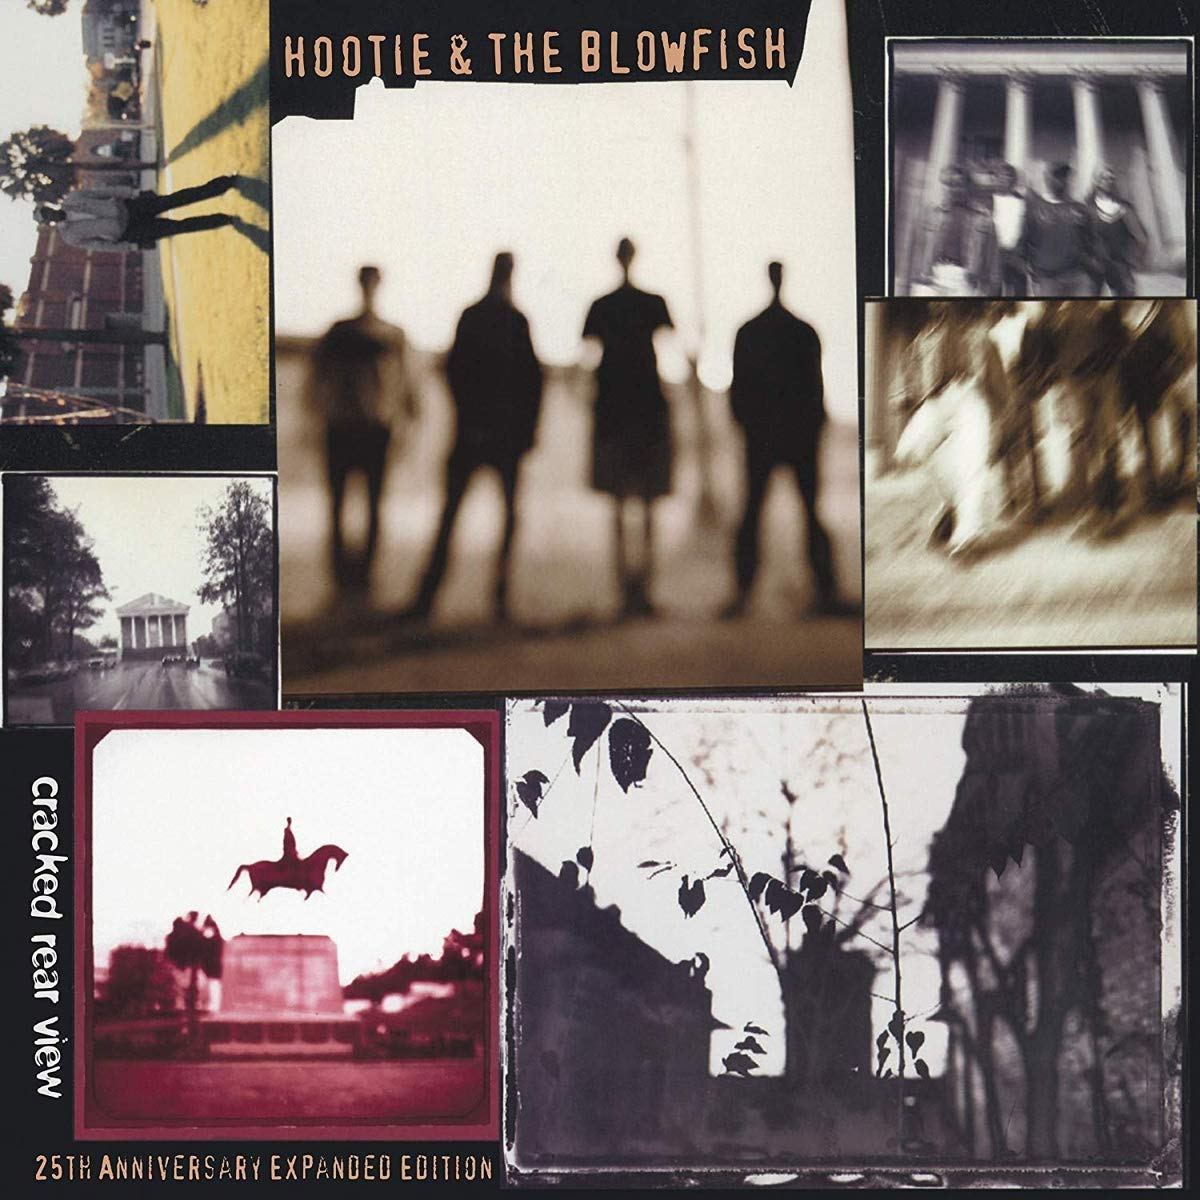 HOOTIE & THE BLOWFISH
cracked rear view
25TH ANNIVERSARY EXPANDED EDITION